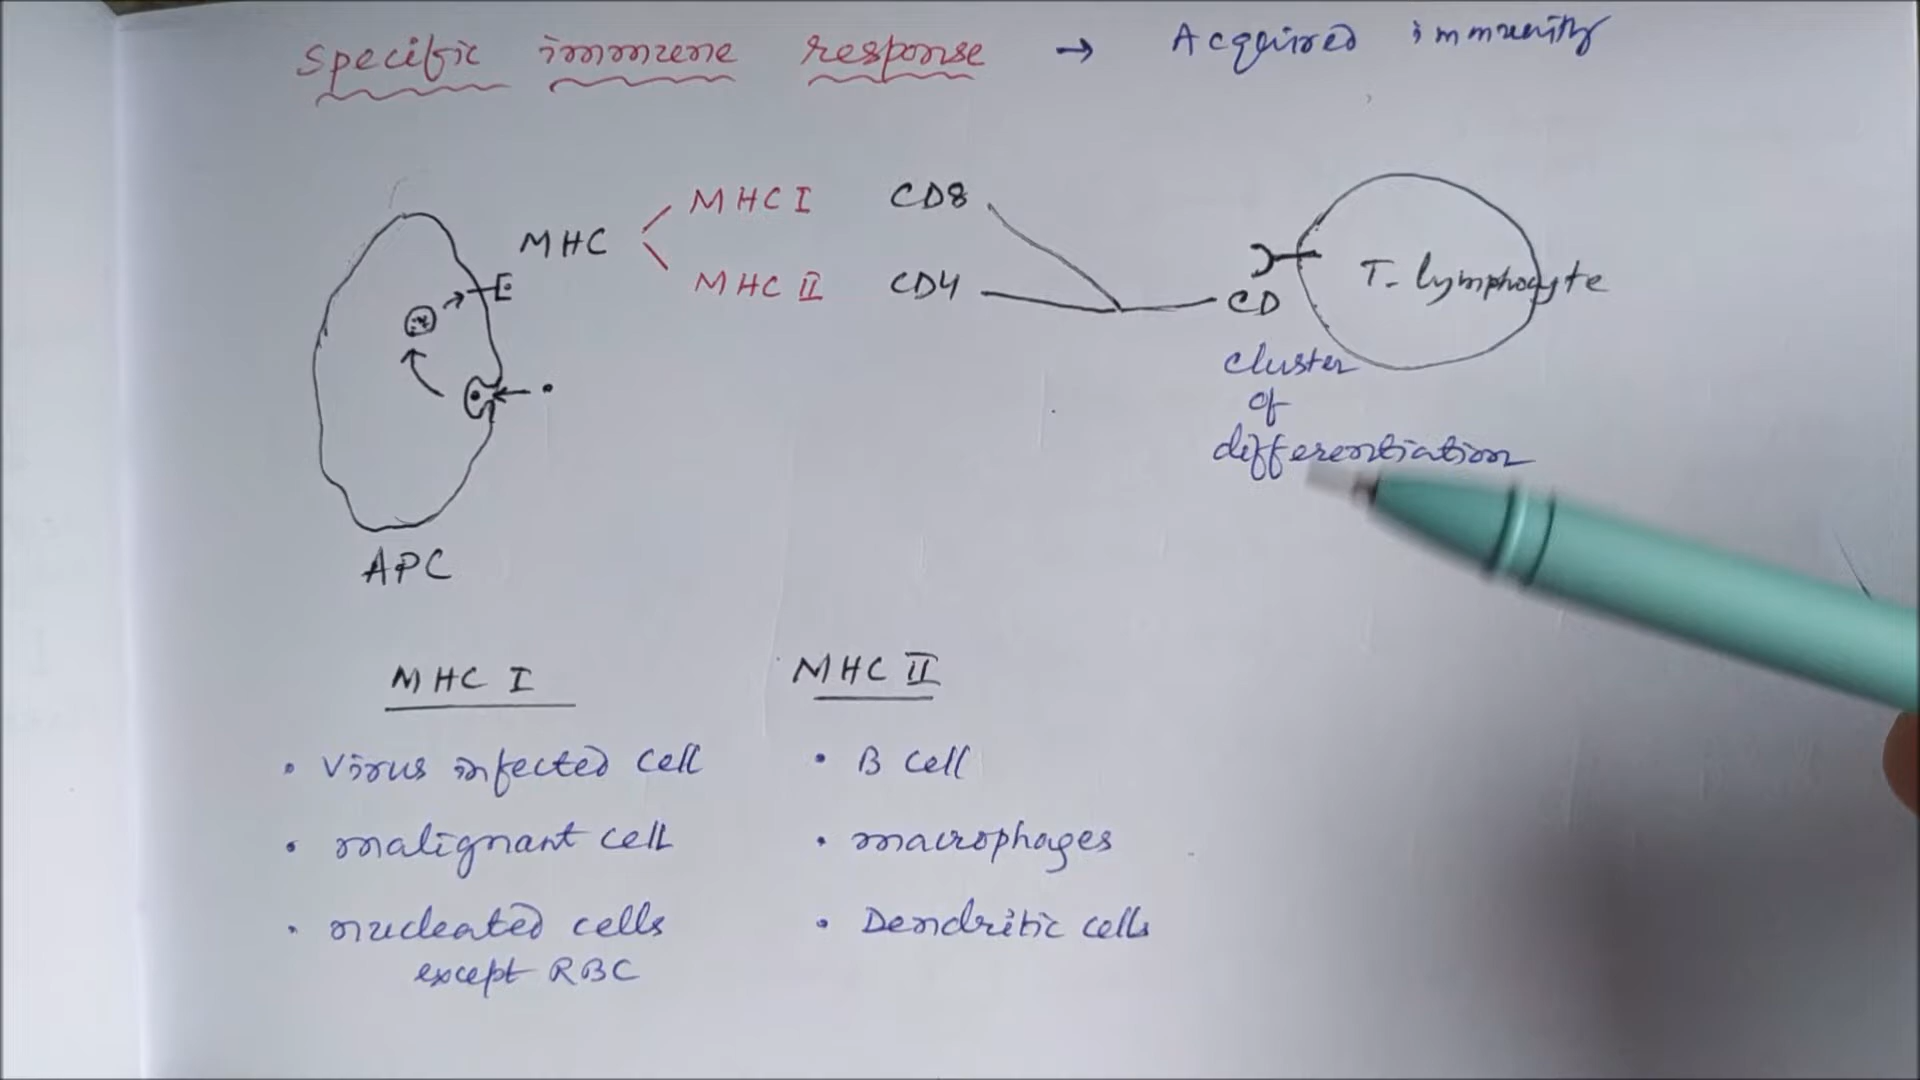 Specific immune response → Acquired immunity
MHC
MHC I CD8
MHC II CD4
CD
T-lymphocyte
cluster
of
differentiation
APC
MHC I
• Virus infected cell
• malignant cell
• nucleated cells
except RBC
MHC II
• B cell
• macrophages
• Dendritic cells